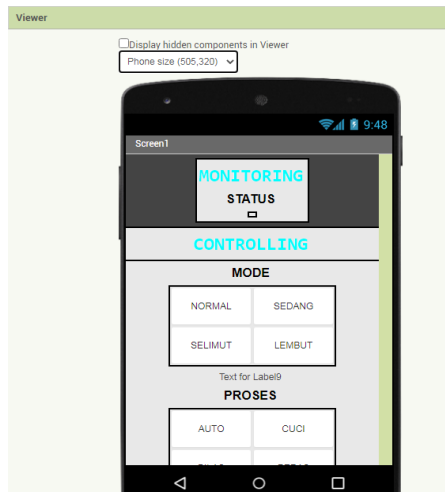 Viewer
Display hidden components in Viewer
Phone size (505,320)
9:48
Screen1
MONITORING
STATUS
CONTROLLING
MODE
NORMAL SEDANG
SELIMUT LEMBUT
Text for Label9
PROSES
AUTO CUCI